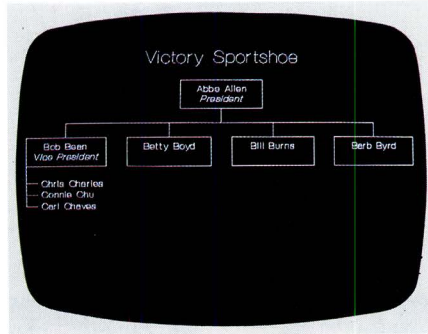 Victory Sportshoe
Abbe Allen
President
Bob Bean
Vice President
Betty Boyd
Bill Burns
Barb Byrd
Chris Charles
Connie Chu
Carl Chaves